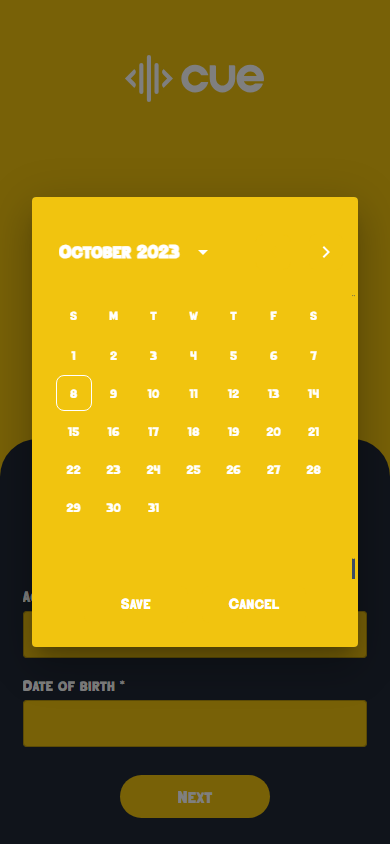 cue
October 2023
S M T W T F S
1 2 3 4 5 6 7
8 9 10 11 12 13 14
15 16 17 18 19 20 21
22 23 24 25 26 27 28
29 30 31
Save Cancel
Date of birth *
Next